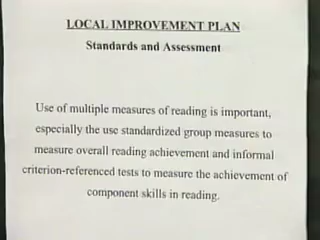 LOCAL IMPROVEMENT PLAN
Standards and Assessment
Use of multiple measures of reading is important,
especially the use standardized group measures to
measure overall reading achievement and informal
criterion-referenced tests to measure the achievement of
component skills in reading.